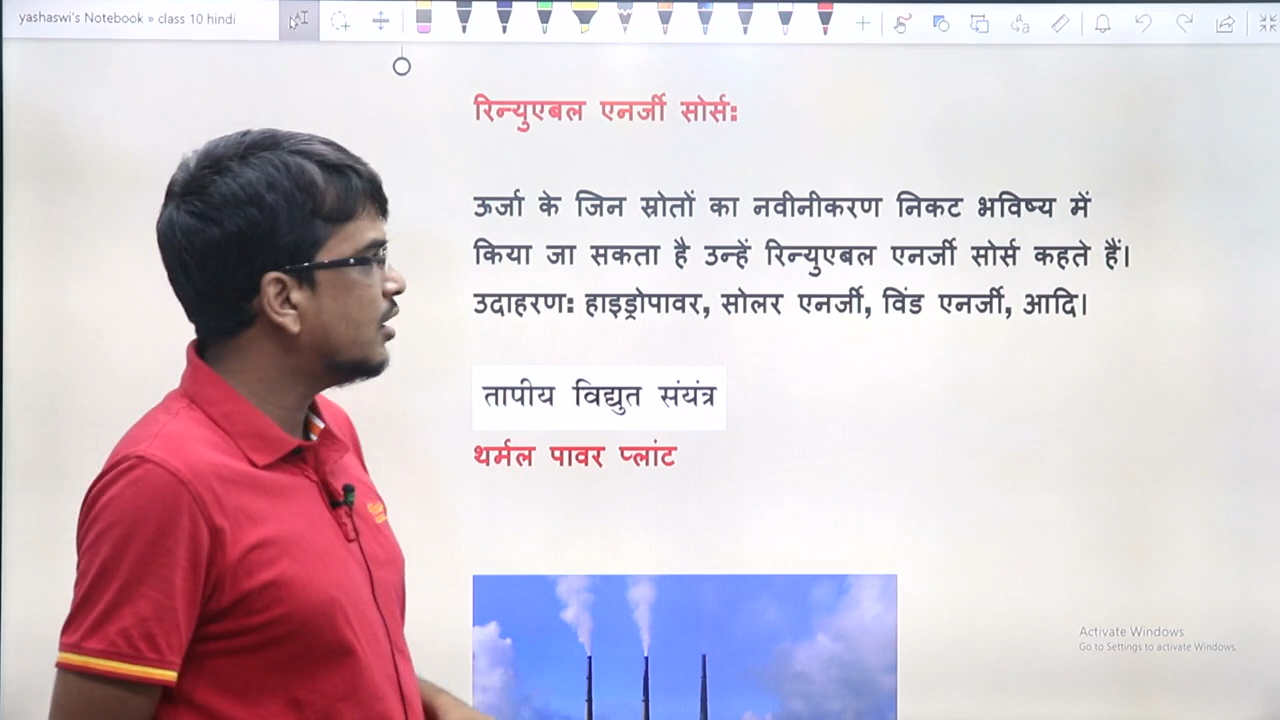 yashaswi's Notebook » class 10 hindi
रिन्युएबल एनर्जी सोर्स:
ऊर्जा के जिन स्रोतों का नवीनीकरण निकट भविष्य में
किया जा सकता है उन्हें रिन्युएबल एनर्जी सोर्स कहते हैं।
उदाहरण: हाइड्रोपावर, सोलर एनर्जी, विंड एनर्जी, आदि।
तापीय विद्युत संयंत्र
थर्मल पावर प्लांट
Activate Windows
Go to Settings to activate Windows.